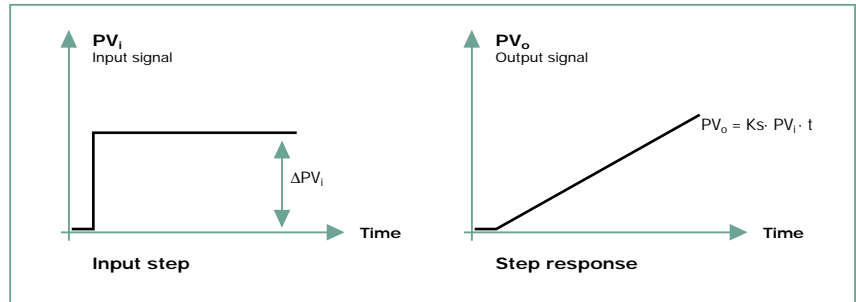 PVᵢ
Input signal
ΔPVᵢ
Time
Input step
PVₒ
Output signal
PVₒ = Ks· PVᵢ· t
Time
Step response